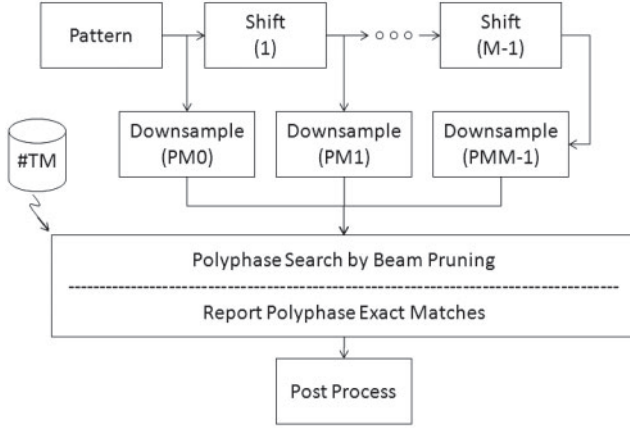 Pattern
Shift
(1)
Shift
(M-1)
#TM
Downsample
(PM0)
Downsample
(PM1)
Downsample
(PMM-1)
Polyphase Search by Beam Pruning
Report Polyphase Exact Matches
Post Process